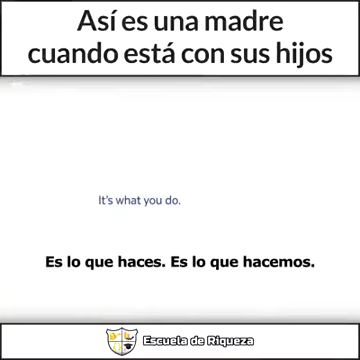 Así es una madre
cuando está con sus hijos
It's what you do.
Es lo que haces. Es lo que hacemos.
Escuela de Riqueza